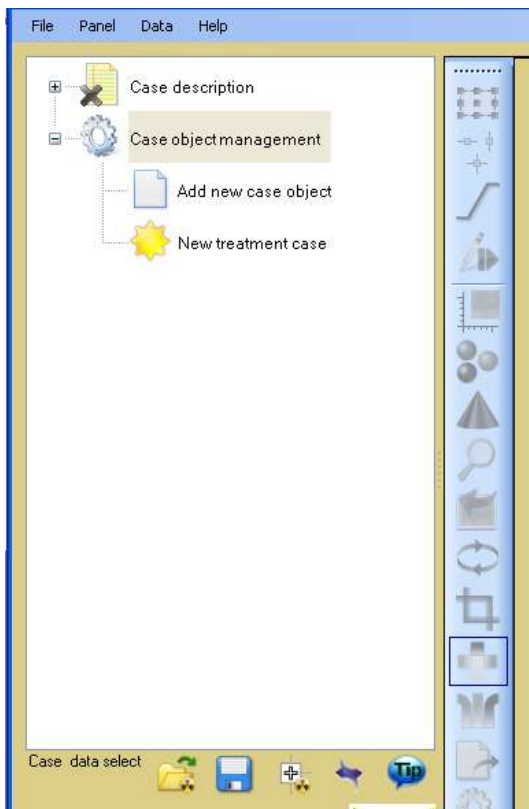 File Panel Data Help
Case description
Case object management
Add new case object
New treatment case
Case data select
Tip